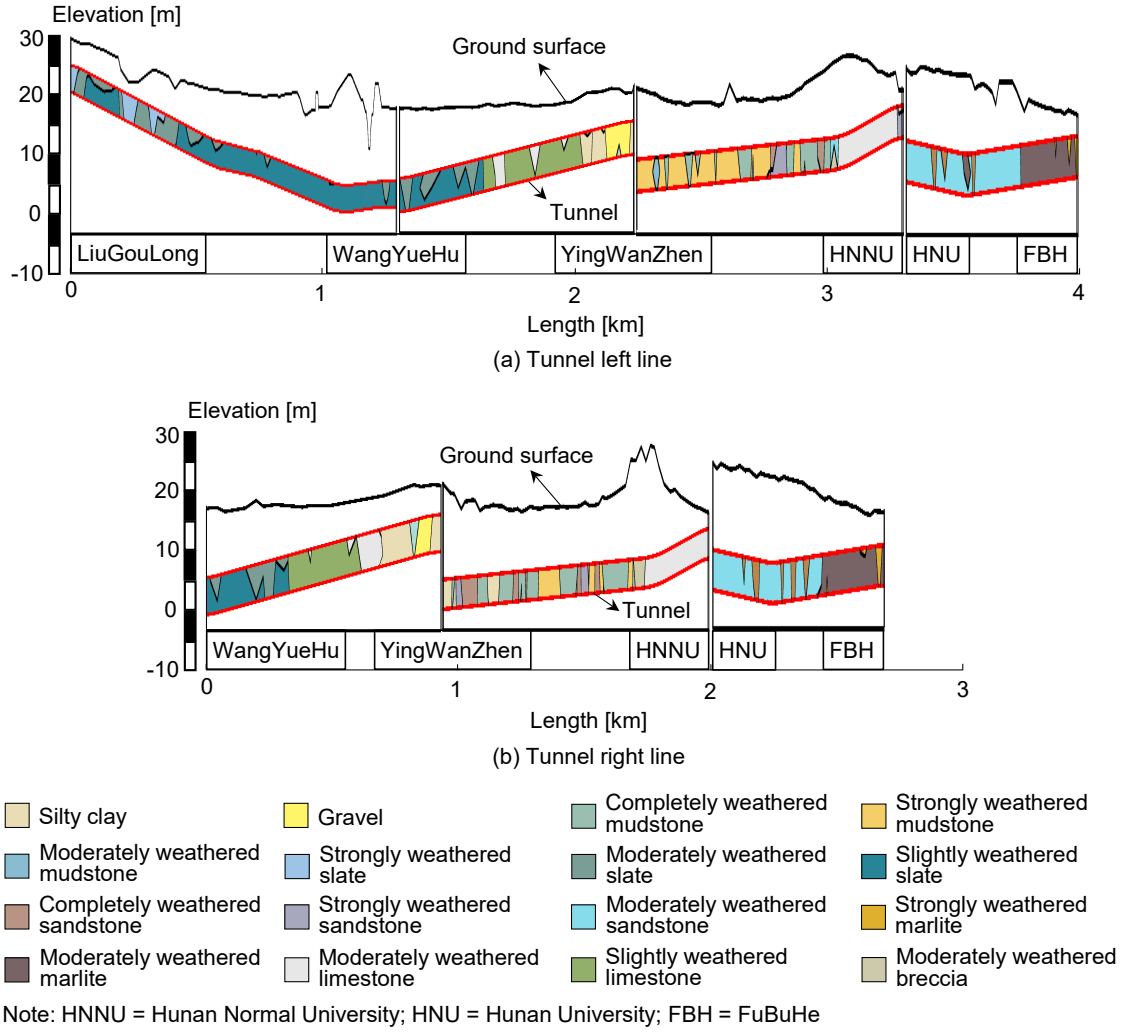 Elevation [m]
30
20
10
0
-10
Ground surface
Tunnel
LiuGouLong
WangYueHu
YingWanZhen
HNNU
HNU
FBH
0
1
2
3
4
Length [km]
(a) Tunnel left line
Elevation [m]
30
20
10
0
-10
Ground surface
Tunnel
WangYueHu
YingWanZhen
HNNU
HNU
FBH
0
1
2
3
Length [km]
(b) Tunnel right line
Silty clay
Gravel
Completely weathered
mudstone
Strongly weathered
mudstone
Moderately weathered
mudstone
Strongly weathered
slate
Moderately weathered
slate
Slightly weathered
slate
Completely weathered
sandstone
Strongly weathered
sandstone
Moderately weathered
sandstone
Strongly weathered
marlite
Moderately weathered
marlite
Moderately weathered
limestone
Slightly weathered
limestone
Moderately weathered
breccia
Note: HNNU = Hunan Normal University; HNU = Hunan University; FBH = FuBuHe